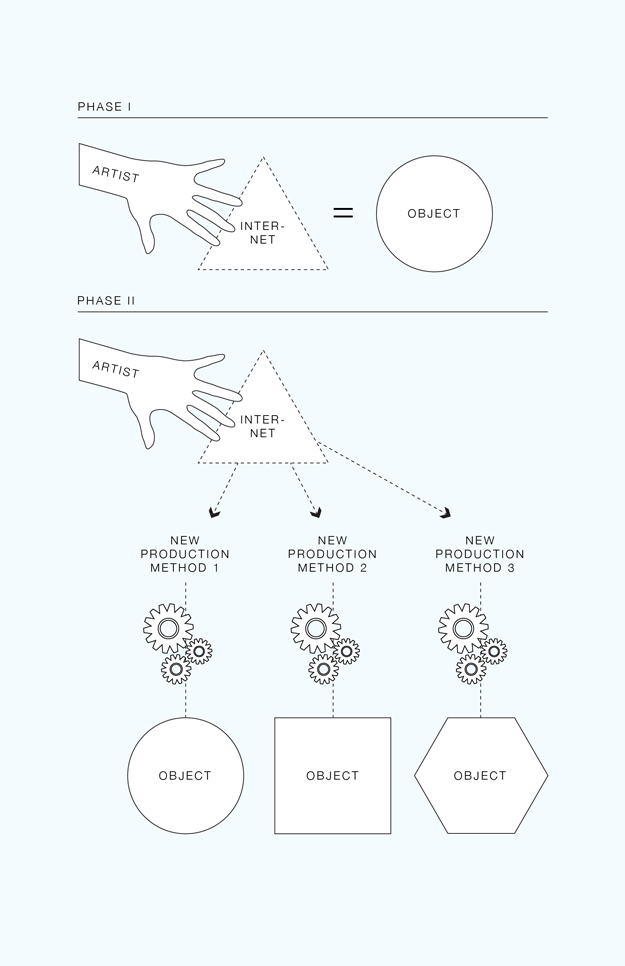 PHASE I
ARTIST
INTER-
NET
=
OBJECT
PHASE II
ARTIST
INTER-
NET
NEW
PRODUCTION
METHOD 1
NEW
PRODUCTION
METHOD 2
NEW
PRODUCTION
METHOD 3
OBJECT
OBJECT
OBJECT